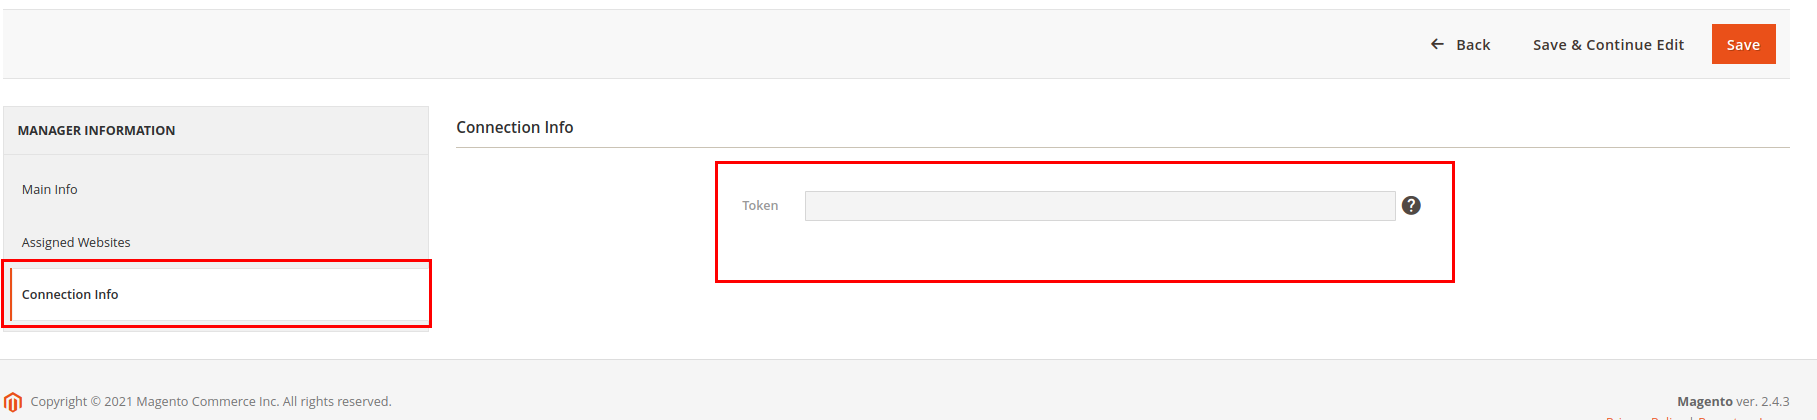 Back
Save & Continue Edit
Save
MANAGER INFORMATION
Main Info
Assigned Websites
Connection Info
Connection Info
Token
?
Copyright © 2021 Magento Commerce Inc. All rights reserved.
Magento ver. 2.4.3